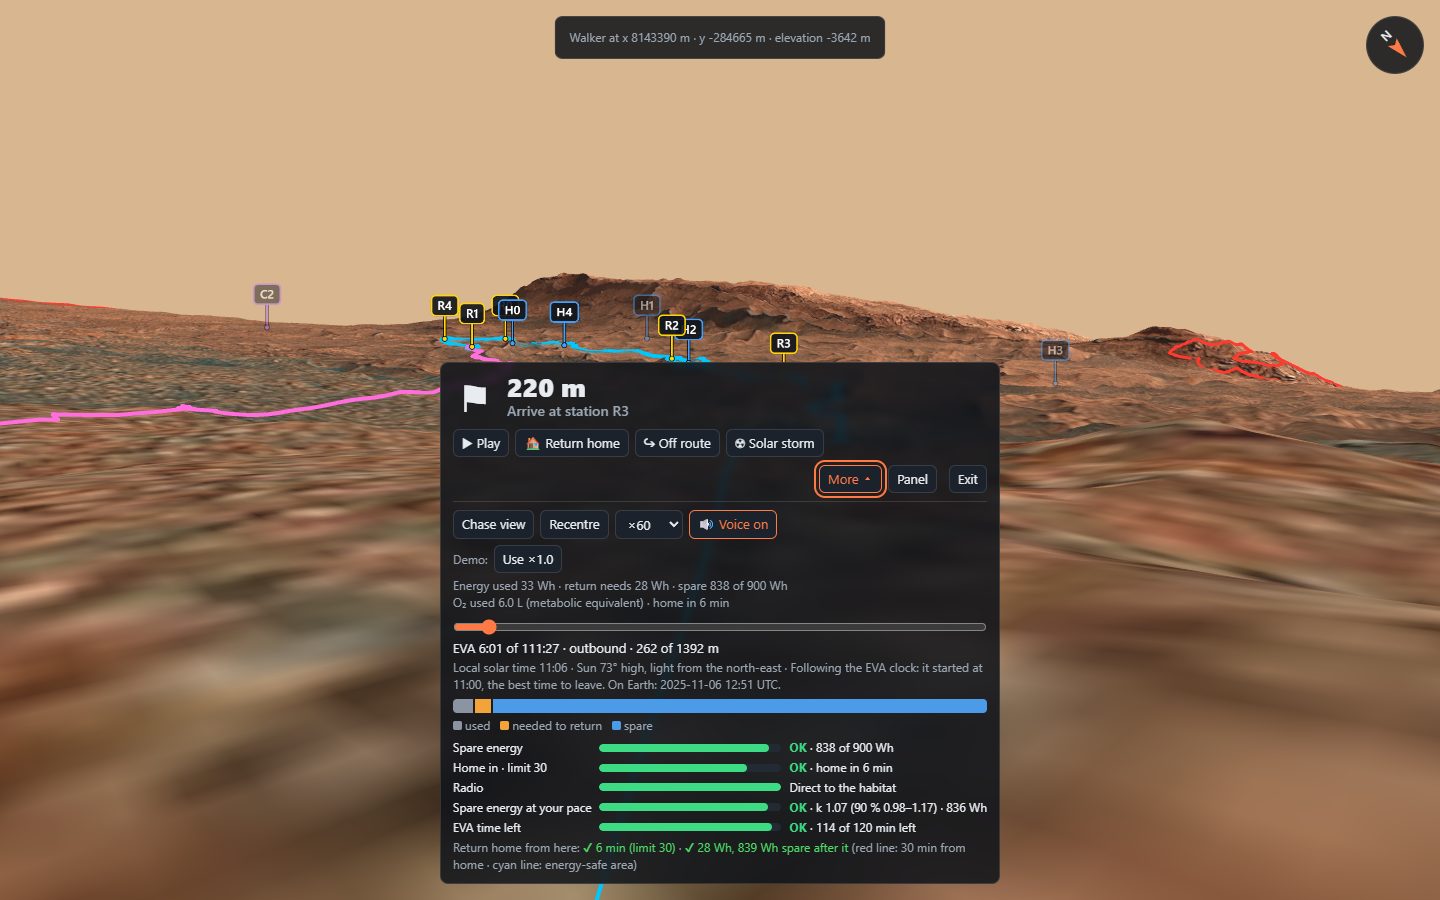 Walker at x 8143390 m · y -284665 m · elevation -3642 m
N
C2
R4
R1
H0
H4
H1
R2
H2
R3
H3
220 m
Arrive at station R3
▶ Play
Return home
↪ Off route
☢ Solar storm
More
Panel
Exit
Chase view
Recentre
×60
Voice on
Demo:
Use ×1.0
Energy used 33 Wh · return needs 28 Wh · spare 838 of 900 Wh
O₂ used 6.0 L (metabolic equivalent) · home in 6 min
EVA 6:01 of 111:27 · outbound · 262 of 1392 m
Local solar time 11:06 · Sun 73° high, light from the north-east · Following the EVA clock: it started at
11:00, the best time to leave. On Earth: 2025-11-06 12:51 UTC.
used
needed to return
spare
Spare energy OK · 838 of 900 Wh
Home in · limit 30 OK · home in 6 min
Radio Direct to the habitat
Spare energy at your pace OK · k 1.07 (90 % 0.98–1.17) · 836 Wh
EVA time left OK · 114 of 120 min left
Return home from here: ✓ 6 min (limit 30) · ✓ 28 Wh, 839 Wh spare after it (red line: 30 min from
home · cyan line: energy-safe area)